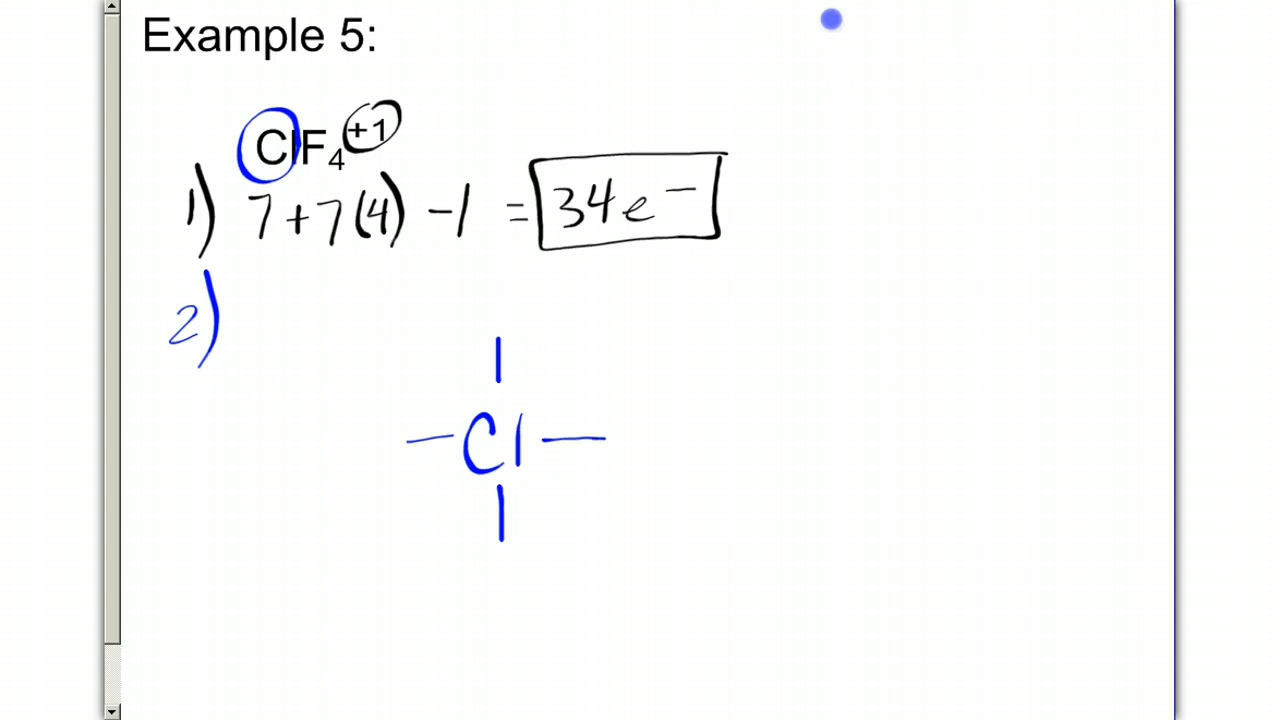 Example 5:
ClF₄⁺¹
1) 7 + 7(4) - 1 = 34e⁻
2)
Cl